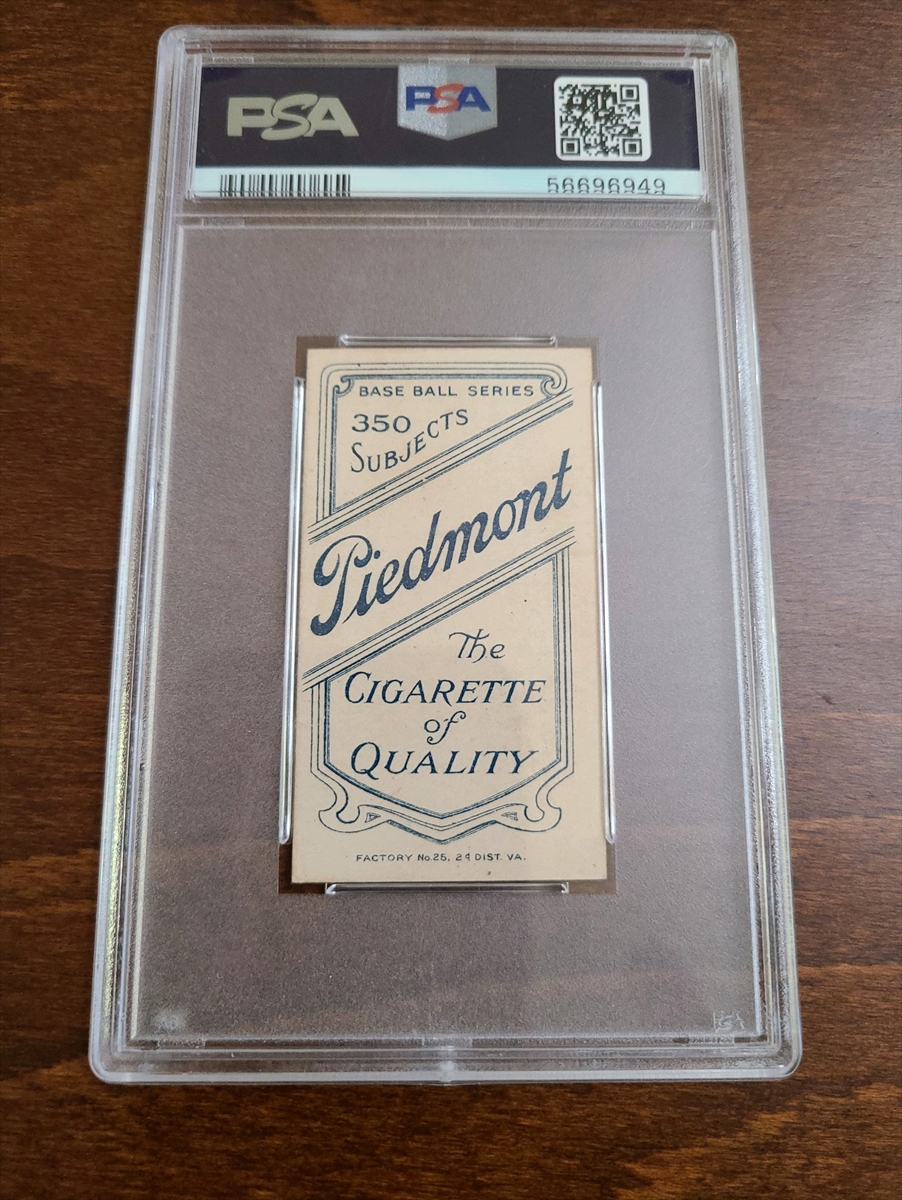 PSA
PSA
56696949
BASE BALL SERIES
350
SUBJECTS
Piedmont
The
CIGARETTE
of
QUALITY
FACTORY No. 25, 2d DIST. VA.
PSA